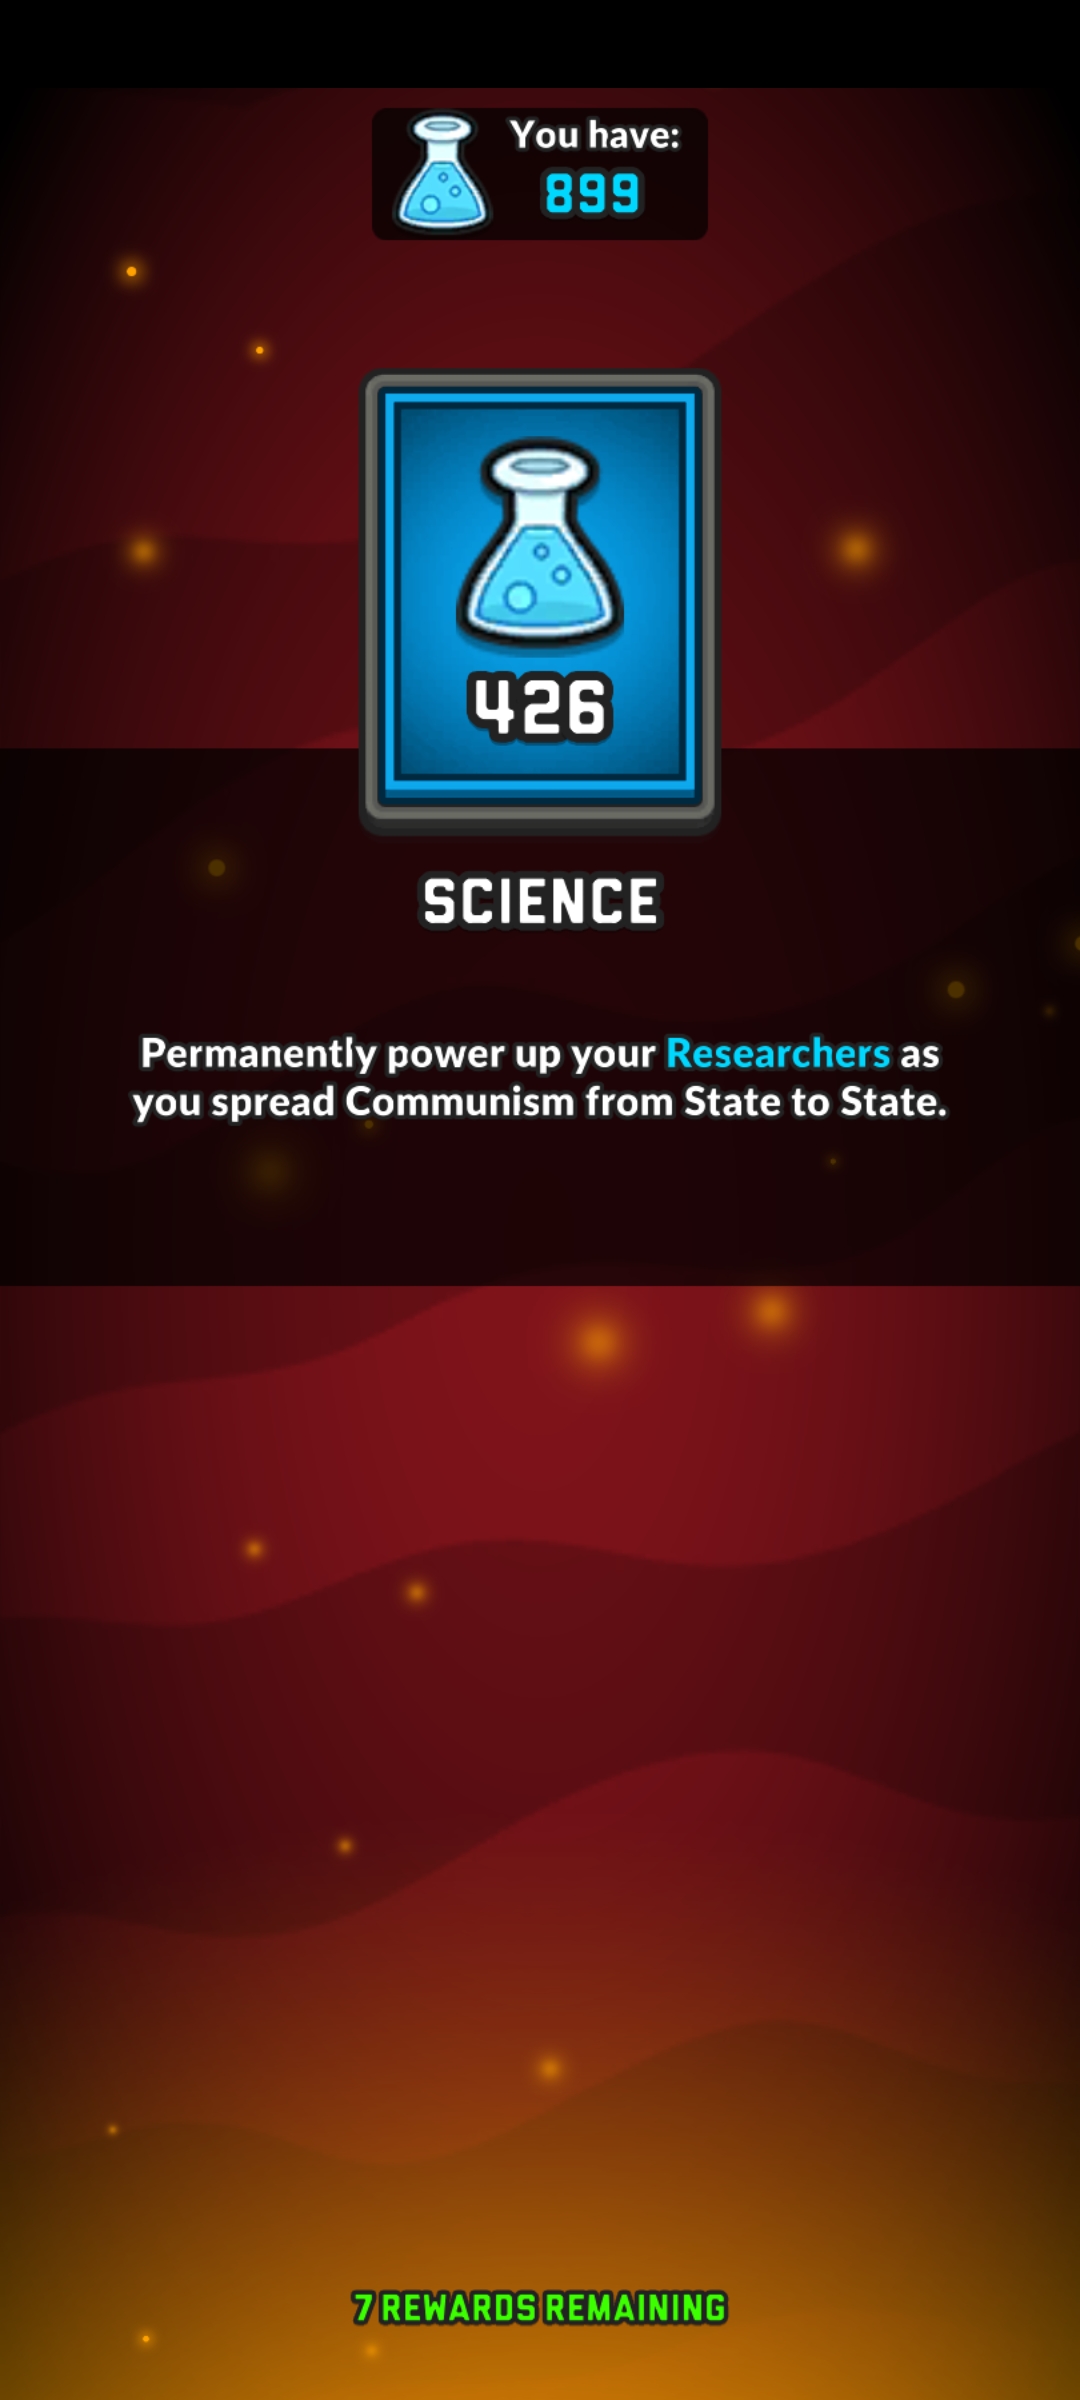 You have:
899
426
SCIENCE
Permanently power up your Researchers as
you spread Communism from State to State.
7 REWARDS REMAINING